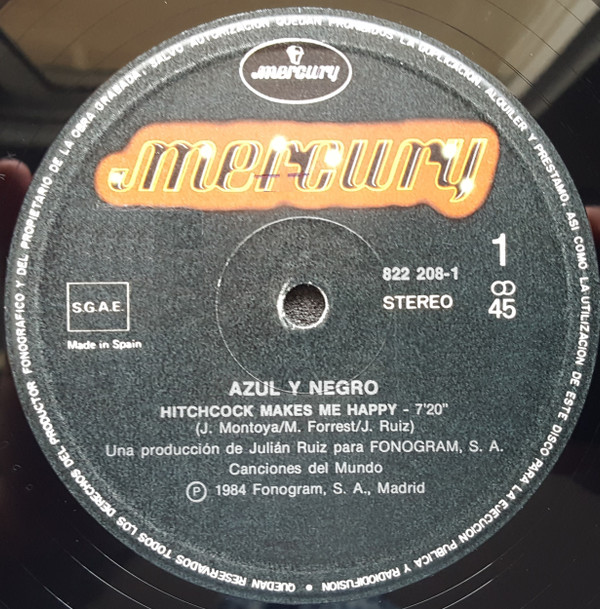 QUEDAN RESERVADOS TODOS LOS DERECHOS DEL PRODUCTOR FONOGRAFICO Y DEL PROPIETARIO DE LA OBRA GRABADA. SALVO AUTORIZACION QUEDAN PROHIBIDOS LA DUPLICACION, ALQUILER Y PRESTAMO, ASI COMO LA UTILIZACION DE ESTE DISCO PARA LA EJECUCION PUBLICA Y RADIODIFUSION •
mercury
mercury
822 208-1
1
STEREO
45
S.G.A.E.
Made in Spain
AZUL Y NEGRO
HITCHCOCK MAKES ME HAPPY - 7'20"
(J. Montoya/M. Forrest/J. Ruiz)
Una producción de Julián Ruiz para FONOGRAM, S. A.
Canciones del Mundo
Ⓟ 1984 Fonogram, S. A., Madrid